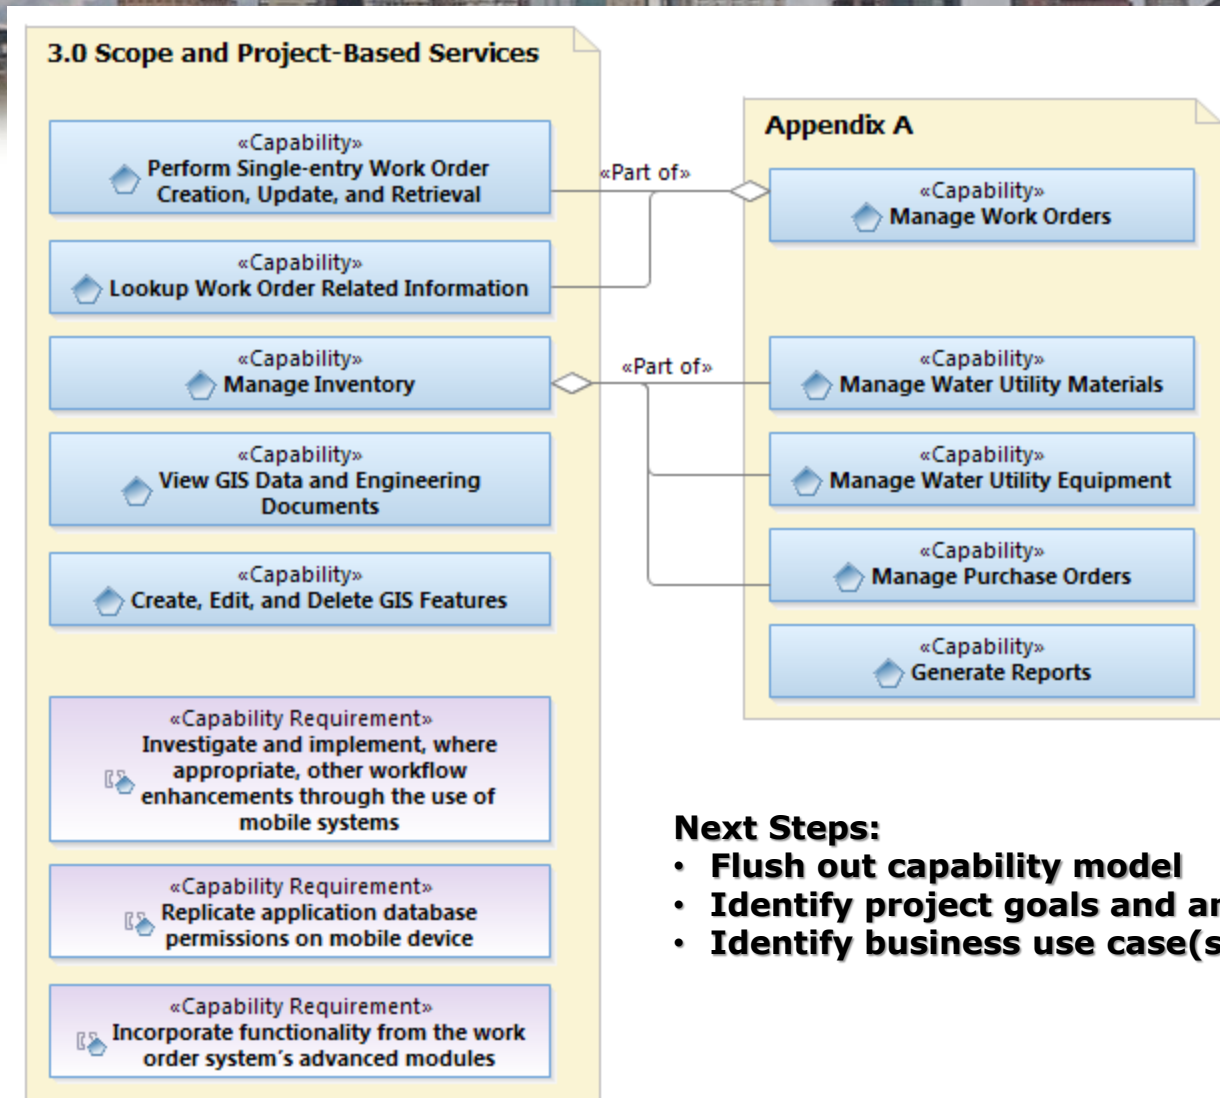 3.0 Scope and Project-Based Services
«Capability»
Perform Single-entry Work Order
Creation, Update, and Retrieval
«Capability»
Lookup Work Order Related Information
«Capability»
Manage Inventory
«Capability»
View GIS Data and Engineering
Documents
«Capability»
Create, Edit, and Delete GIS Features
«Capability Requirement»
Investigate and implement, where
appropriate, other workflow
enhancements through the use of
mobile systems
«Capability Requirement»
Replicate application database
permissions on mobile device
«Capability Requirement»
Incorporate functionality from the work
order system´s advanced modules
«Part of»
«Part of»
Appendix A
«Capability»
Manage Work Orders
«Capability»
Manage Water Utility Materials
«Capability»
Manage Water Utility Equipment
«Capability»
Manage Purchase Orders
«Capability»
Generate Reports
Next Steps:
• Flush out capability model
• Identify project goals and
• Identify business use case(s